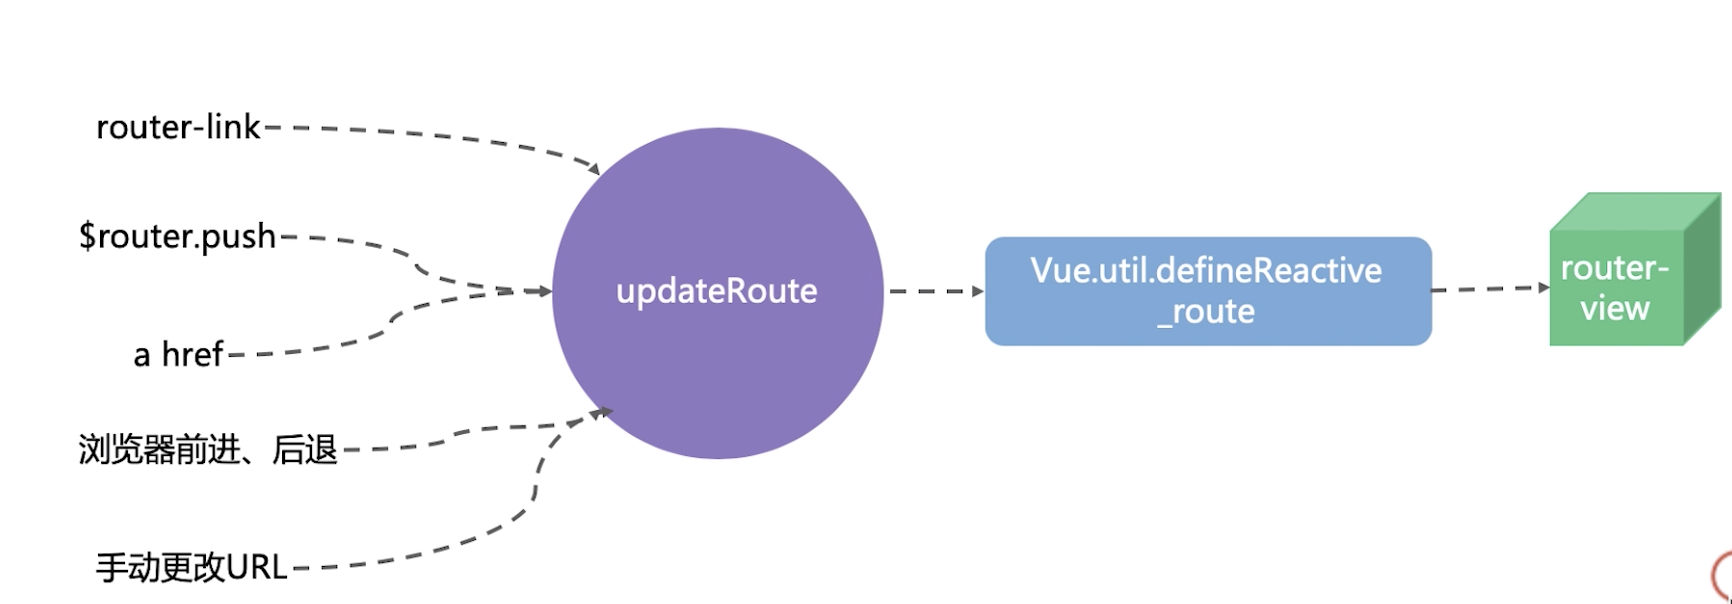 router-link
$router.push
a href
浏览器前进、后退
手动更改URL
updateRoute
Vue.util.defineReactive
_route
router-
view